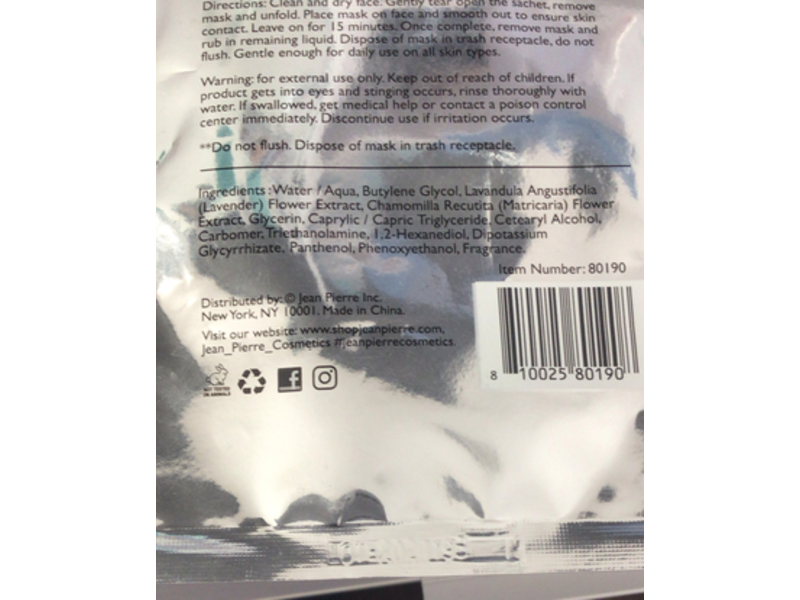 Directions: Clean and dry face. Gently tear open the sachet, remove
mask and unfold. Place mask on face and smooth out to ensure skin
contact. Leave on for 15 minutes. Once complete, remove mask and
rub in remaining liquid. Dispose of mask in trash receptacle, do not
flush. Gentle enough for daily use on all skin types.
Warning: for external use only. Keep out of reach of children. If
product gets into eyes and stinging occurs, rinse thoroughly with
water. If swallowed, get medical help or contact a poison control
center immediately. Discontinue use if irritation occurs.
**Do not flush. Dispose of mask in trash receptacle.
Ingredients: Water / Aqua, Butylene Glycol, Lavandula Angustifolia
(Lavender) Flower Extract, Chamomilla Recutita (Matricaria) Flower
Extract, Glycerin, Caprylic / Capric Triglyceride, Cetearyl Alcohol,
Carbomer, Triethanolamine, 1,2-Hexanediol, Dipotassium
Glycyrrhizate, Panthenol, Phenoxyethanol, Fragrance.
Item Number: 80190
Distributed by: © Jean Pierre Inc.
New York, NY 10001. Made in China.
Visit our website: www.shopjeanpierre.com,
Jean_Pierre_Cosmetics #jeanpierrecosmetics.
NOT TESTED
ON ANIMALS
8 10025 80190